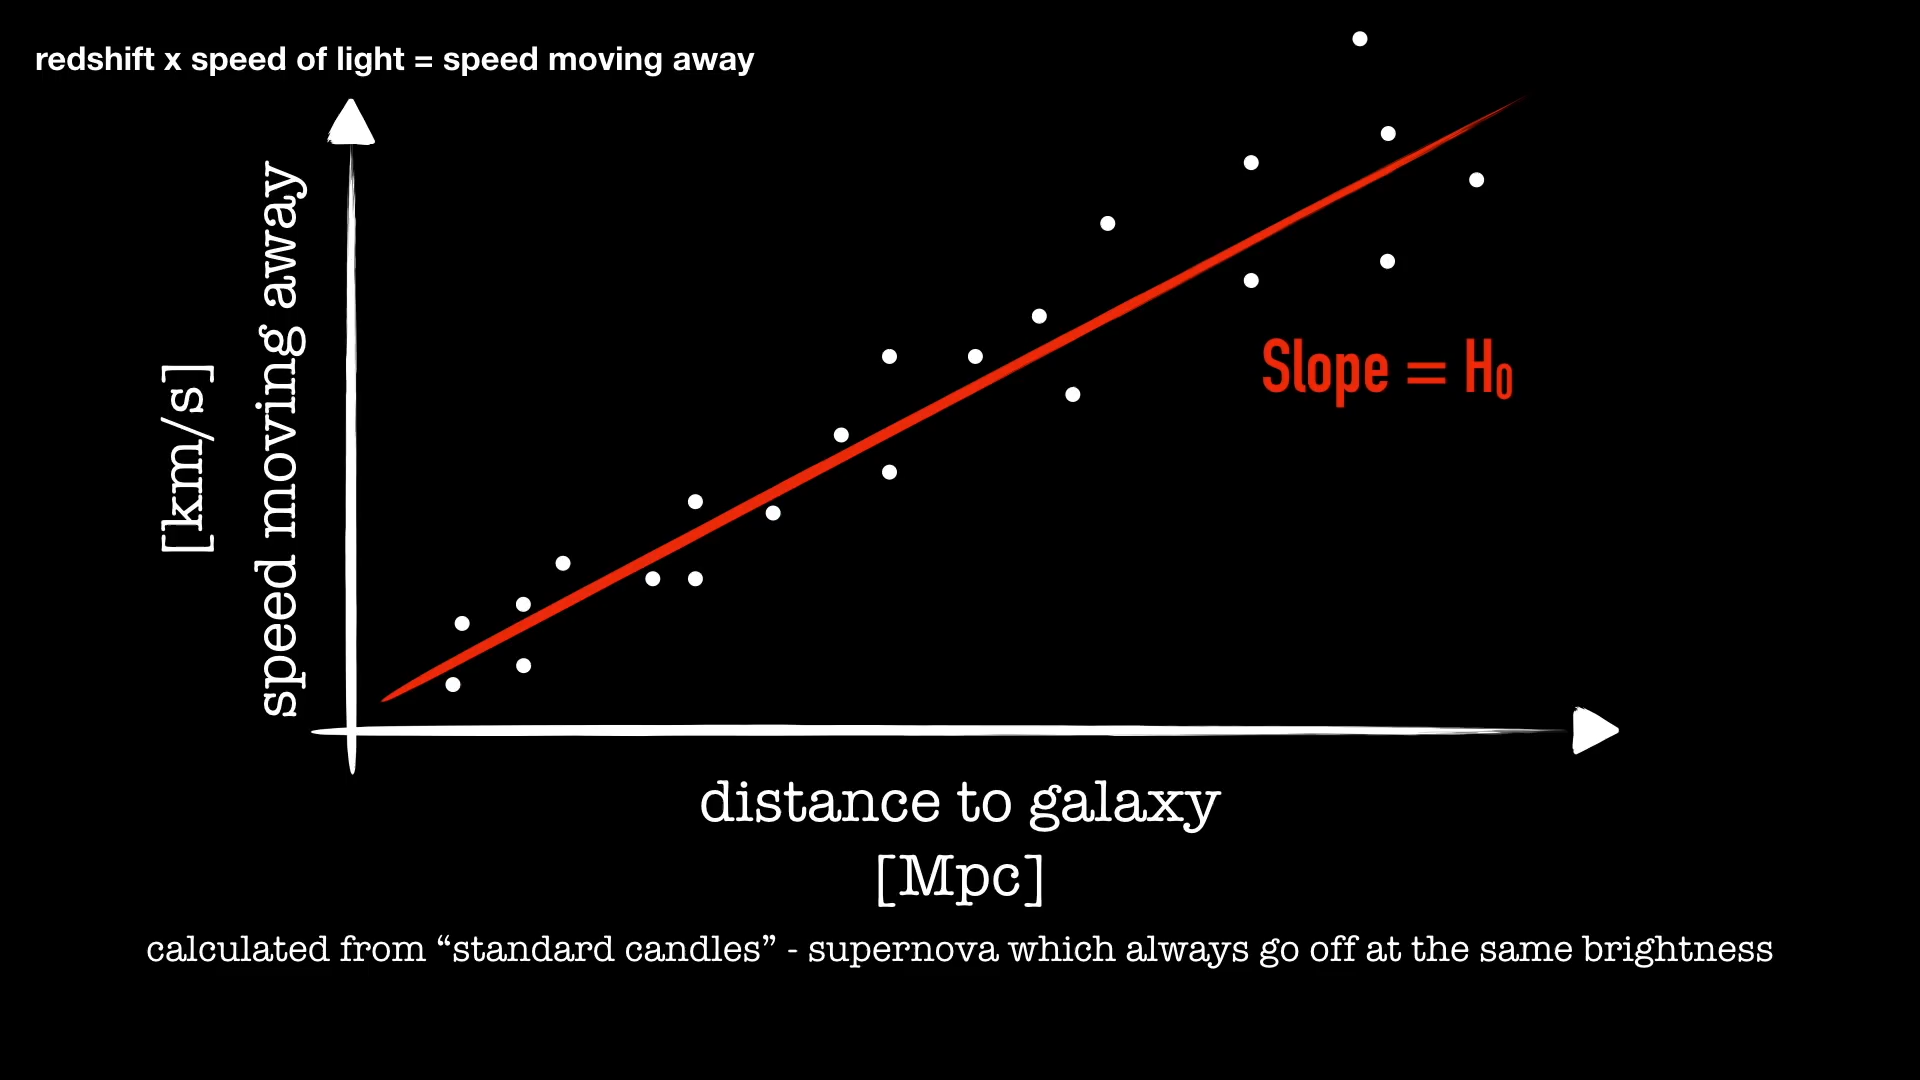 redshift x speed of light = speed moving away
[km/s]
speed moving away
Slope = H₀
distance to galaxy
[Mpc]
calculated from “standard candles” - supernova which always go off at the same brightness